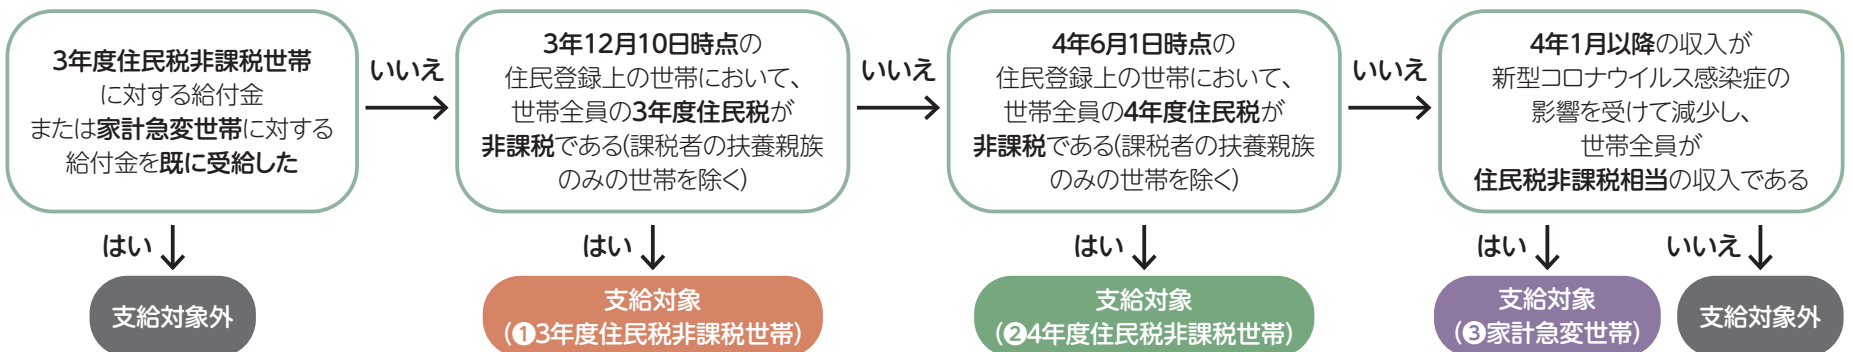 3年度住民税非課税世帯
に対する給付金
または家計急変世帯に対する
給付金を既に受給した
いいえ
3年12月10日時点の
住民登録上の世帯において、
世帯全員の3年度住民税が
非課税である(課税者の扶養親族
のみの世帯を除く)
いいえ
4年6月1日時点の
住民登録上の世帯において、
世帯全員の4年度住民税が
非課税である(課税者の扶養親族
のみの世帯を除く)
いいえ
4年1月以降の収入が
新型コロナウイルス感染症の
影響を受けて減少し、
世帯全員が
住民税非課税相当の収入である
はい
はい
はい
はい
いいえ
支給対象外
支給対象
(❶3年度住民税非課税世帯)
支給対象
(❷4年度住民税非課税世帯)
支給対象
(❸家計急変世帯)
支給対象外